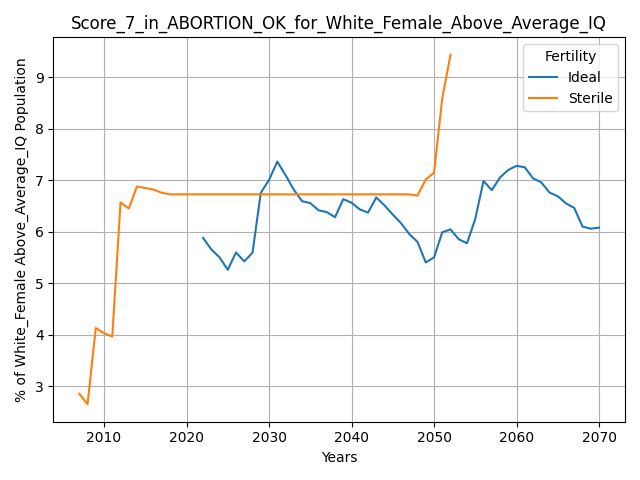 Score_7_in_ABORTION_OK_for_White_Female_Above_Average_IQ
% of White_Female Above_Average_IQ Population
9
8
7
6
5
4
3
Fertility
Ideal
Sterile
2010 2020 2030 2040 2050 2060 2070
Years